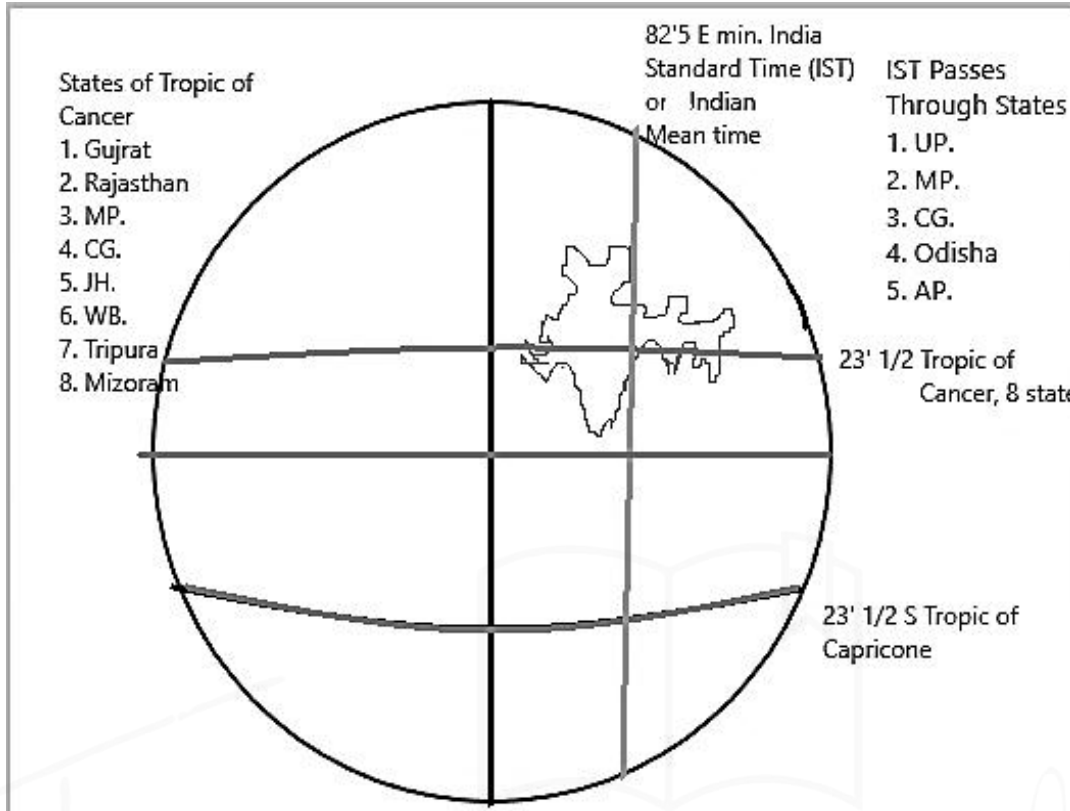 States of Tropic of
Cancer
1. Gujrat
2. Rajasthan
3. MP.
4. CG.
5. JH.
6. WB.
7. Tripura
8. Mizoram
82'5 E min. India
Standard Time (IST)
or Indian
Mean time
IST Passes
Through States
1. UP.
2. MP.
3. CG.
4. Odisha
5. AP.
23' 1/2 Tropic of
Cancer, 8 state
23' 1/2 S Tropic of
Capricone